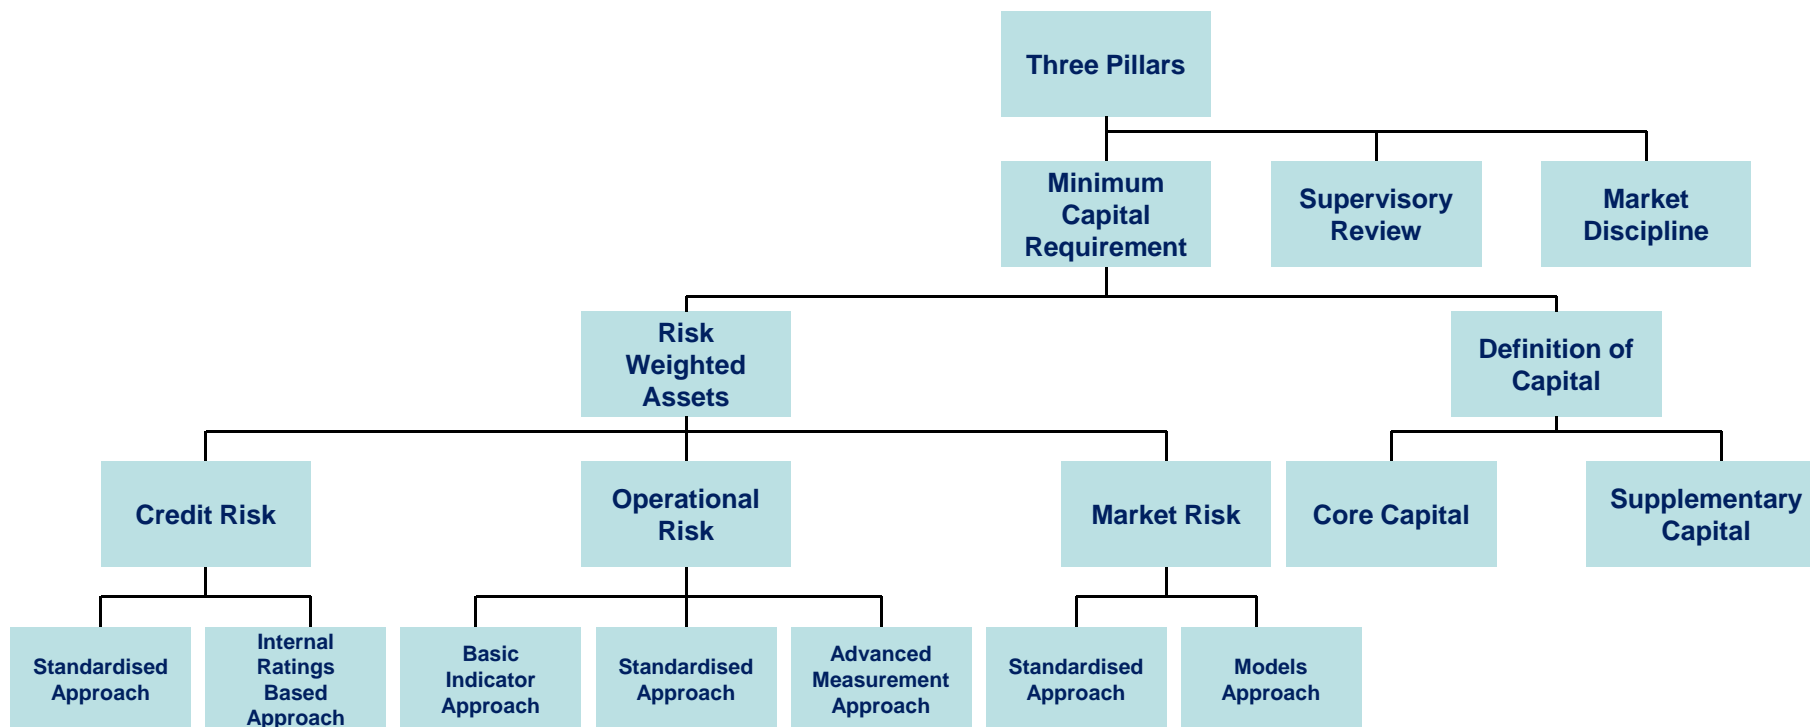 Three Pillars
Minimum
Capital
Requirement
Supervisory
Review
Market
Discipline
Risk
Weighted
Assets
Definition of
Capital
Credit Risk
Operational
Risk
Market Risk
Core Capital
Supplementary
Capital
Standardised
Approach
Internal
Ratings
Based
Approach
Basic
Indicator
Approach
Standardised
Approach
Advanced
Measurement
Approach
Standardised
Approach
Models
Approach